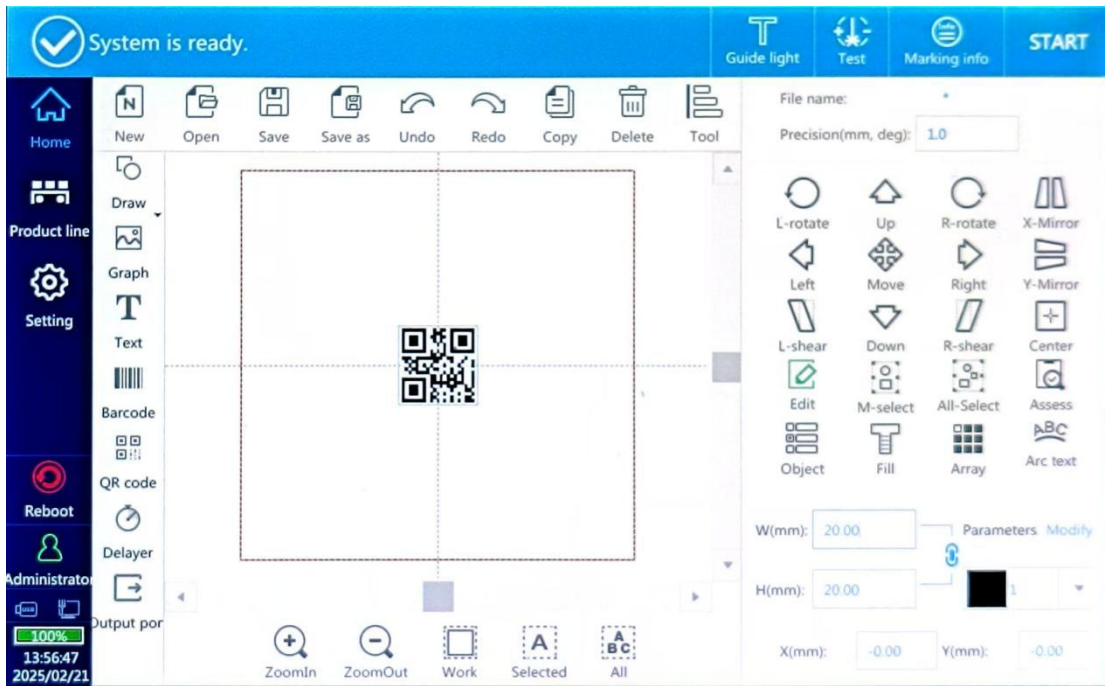 System is ready.
Guide light
Test
Info
Marking info
START
Home
Product line
Setting
Reboot
Administrator
USB
100%
13:56:47
2025/02/21
N
New
Open
Save
Save as
Undo
Redo
Copy
Delete
Tool
Draw
Graph
T
Text
Barcode
QR code
Delayer
Output por
ZoomIn
ZoomOut
Work
A
Selected
A
B C
All
File name: *
Precision(mm, deg): 1.0
L-rotate
Up
R-rotate
X-Mirror
Left
Move
Right
Y-Mirror
L-shear
Down
R-shear
Center
Edit
M-select
All-Select
Assess
Object
Fill
Array
ABC
Arc text
W(mm): 20.00
Parameters Modify
H(mm): 20.00
1
X(mm): -0.00 Y(mm): -0.00